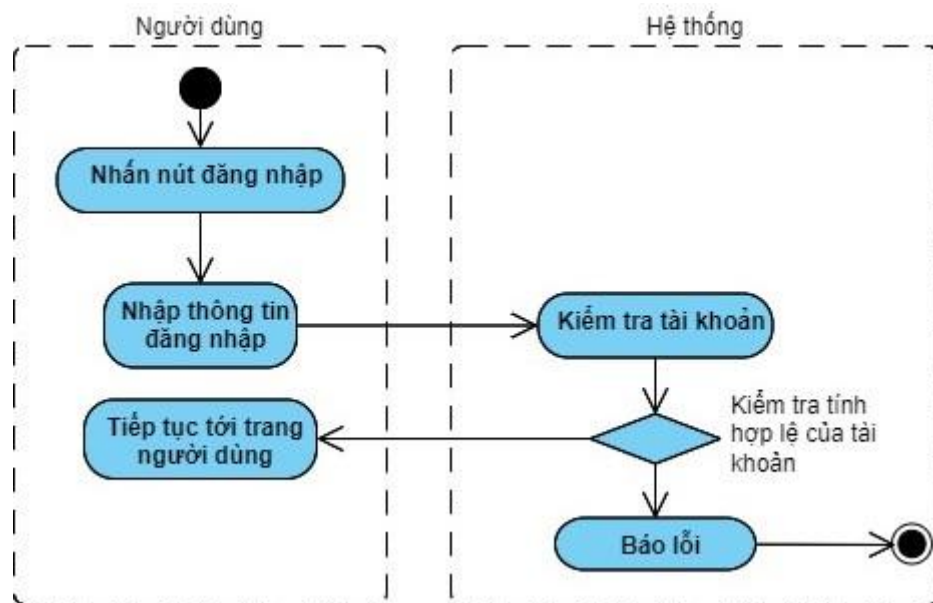 Người dùng
Hệ thống
Nhấn nút đăng nhập
Nhập thông tin
đăng nhập
Kiểm tra tài khoản
Tiếp tục tới trang
người dùng
Kiểm tra tính
hợp lệ của tài
khoản
Báo lỗi